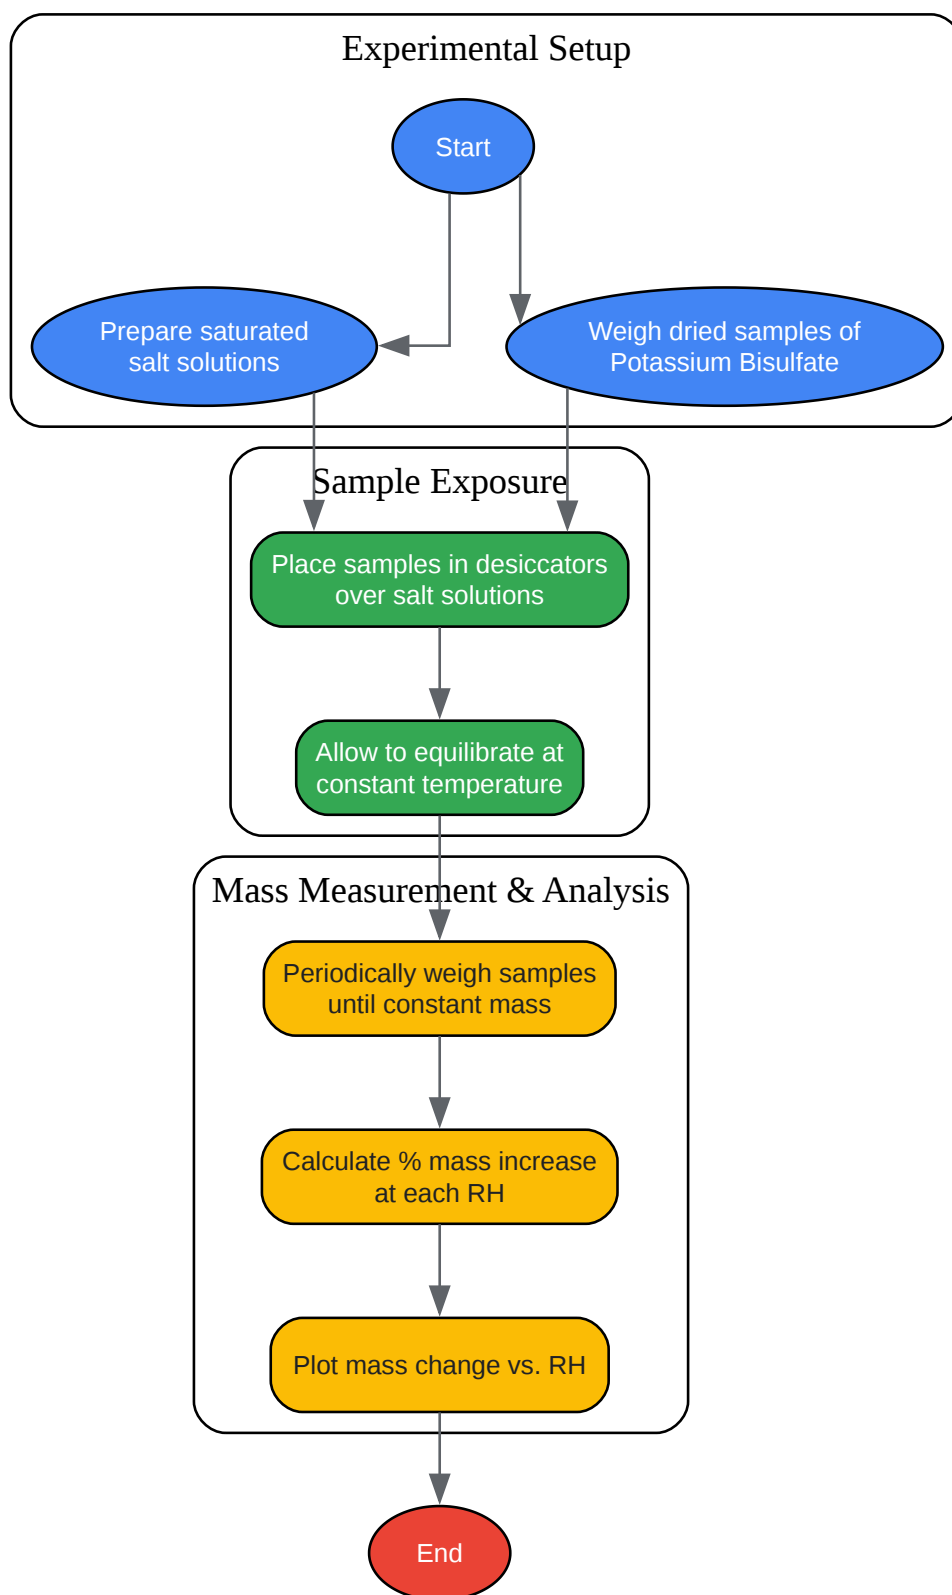 Experimental Setup
Start
Prepare saturated
salt solutions
Weigh dried samples of
Potassium Bisulfate
Sample Exposure
Place samples in desiccators
over salt solutions
Allow to equilibrate at
constant temperature
Mass Measurement & Analysis
Periodically weigh samples
until constant mass
Calculate % mass increase
at each RH
Plot mass change vs. RH
End